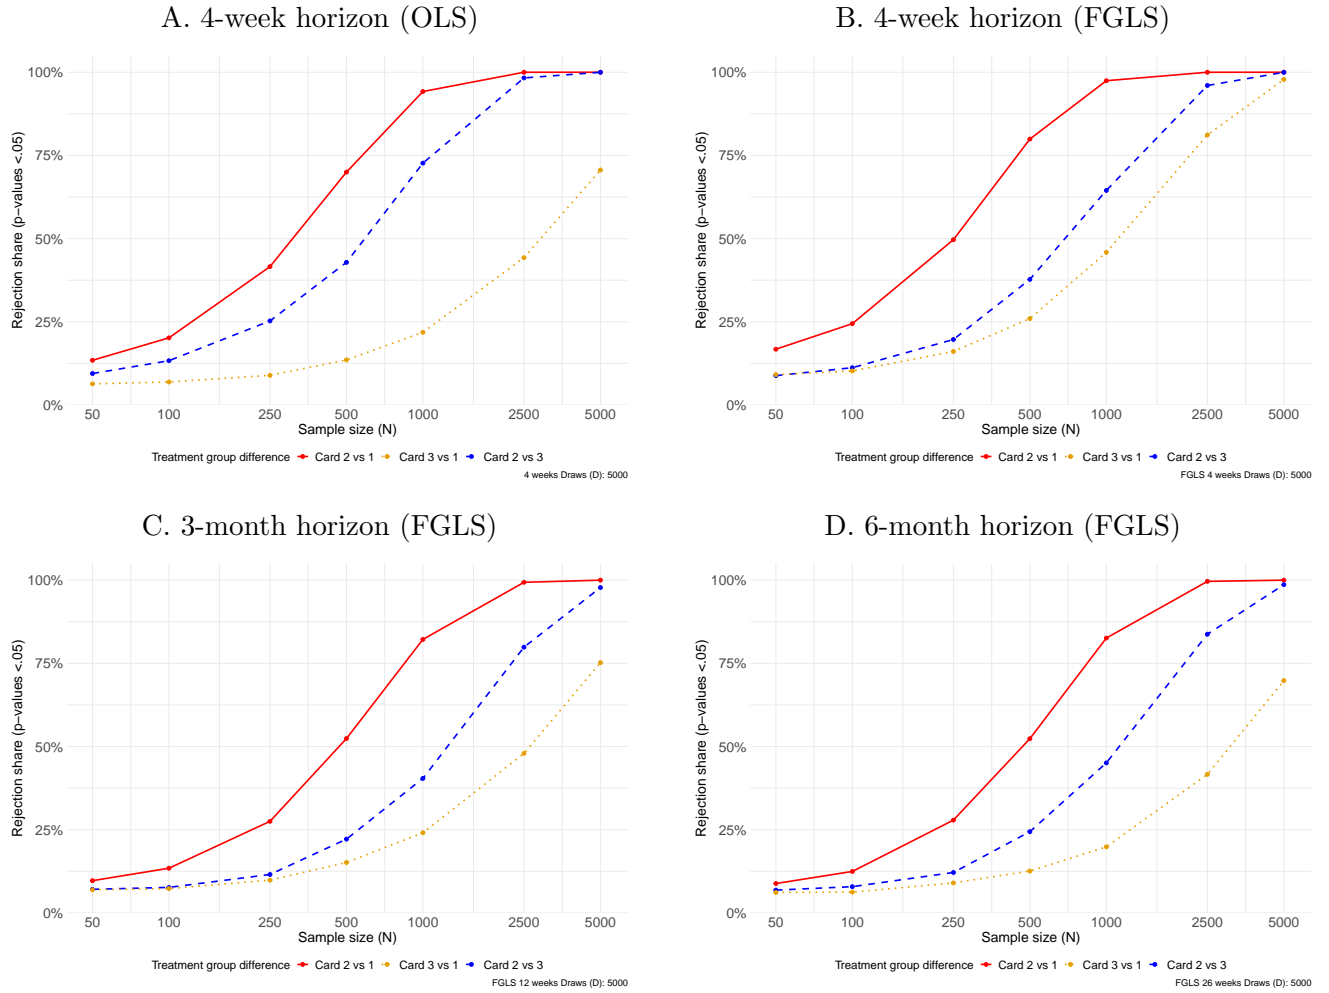 A. 4-week horizon (OLS)
Rejection share (p−values <.05)
100%
75%
50%
25%
0%
50 100 250 500 1000 2500 5000
Sample size (N)
Treatment group difference Card 2 vs 1 Card 3 vs 1 Card 2 vs 3
4 weeks Draws (D): 5000
B. 4-week horizon (FGLS)
Rejection share (p−values <.05)
100%
75%
50%
25%
0%
50 100 250 500 1000 2500 5000
Sample size (N)
Treatment group difference Card 2 vs 1 Card 3 vs 1 Card 2 vs 3
FGLS 4 weeks Draws (D): 5000
C. 3-month horizon (FGLS)
Rejection share (p−values <.05)
100%
75%
50%
25%
0%
50 100 250 500 1000 2500 5000
Sample size (N)
Treatment group difference Card 2 vs 1 Card 3 vs 1 Card 2 vs 3
FGLS 12 weeks Draws (D): 5000
D. 6-month horizon (FGLS)
Rejection share (p−values <.05)
100%
75%
50%
25%
0%
50 100 250 500 1000 2500 5000
Sample size (N)
Treatment group difference Card 2 vs 1 Card 3 vs 1 Card 2 vs 3
FGLS 26 weeks Draws (D): 5000